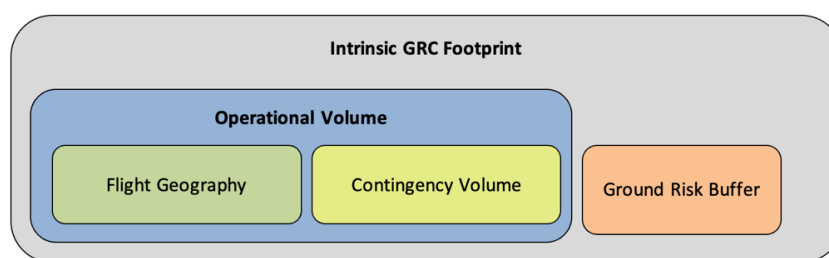 Intrinsic GRC Footprint
Operational Volume
Flight Geography
Contingency Volume
Ground Risk Buffer